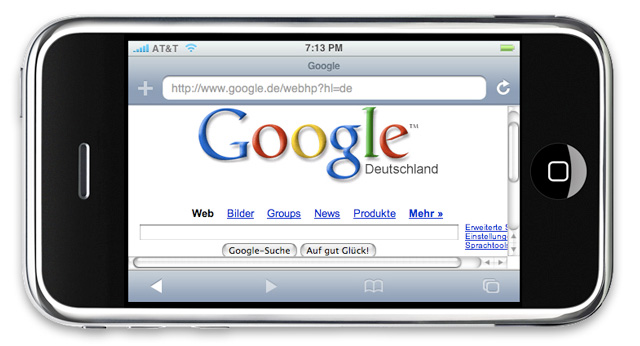 AT&T 7:13 PM
Google
http://www.google.de/webhp?hl=de
Google™
Deutschland
Web Bilder Groups News Produkte Mehr »
Erweiterte S
Einstellung
Sprachtool
Google-Suche Auf gut Glück!